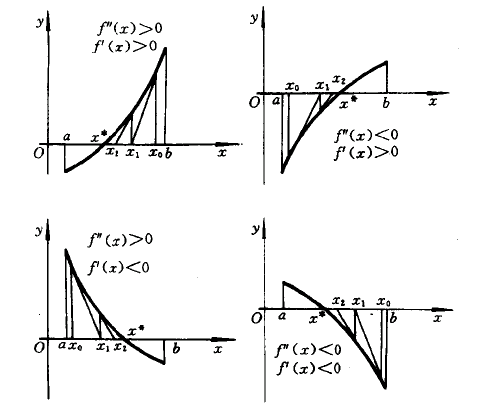 y
f″(x)>0
f′(x)>0
a
x*
O
x₂
x₁
x₀
b
x
y
x₀
x₁
x₂
O
a
x*
b
x
f″(x)<0
f′(x)>0
y
f″(x)>0
f′(x)<0
x*
O
a
x₀
x₁
x₂
b
x
y
x₂
x₁
x₀
O
a
x*
b
x
f″(x)<0
f′(x)<0